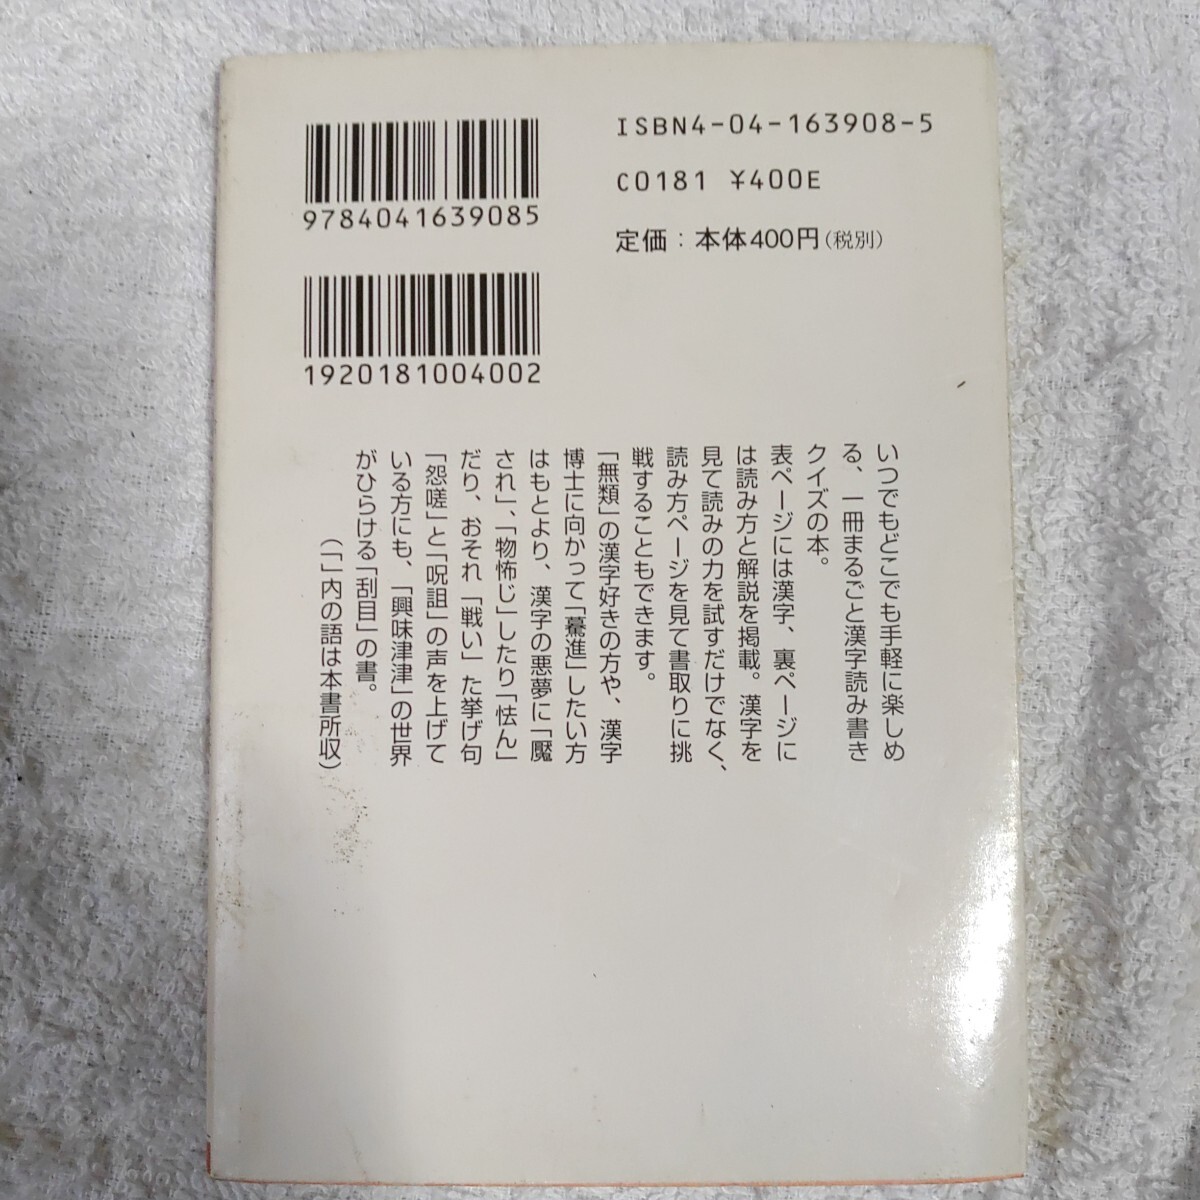 ISBN4-04-163908-5
C0181 ¥400E
定価：本体400円（税別）
9784041639085
1920181004002
いつでもどこでも手軽に楽しめ
る、一冊まるごと漢字読み書き
クイズの本。
表ページには漢字、裏ページに
は読み方と解説を掲載。漢字を
見て読みの力を試すだけでなく、
読み方ページを見て書取りに挑
戦することもできます。
「無類」の漢字好きの方や、漢字
博士に向かって「驀進」したい方
はもとより、漢字の悪夢に「魘
され」、「物怖じ」したり「怯ん」
だり、おそれ「戦い」た挙げ句
「怨嗟」と「呪詛」の声を上げて
いる方にも、「興味津津」の世界
がひらける「刮目」の書。
（「」内の語は本書所収）